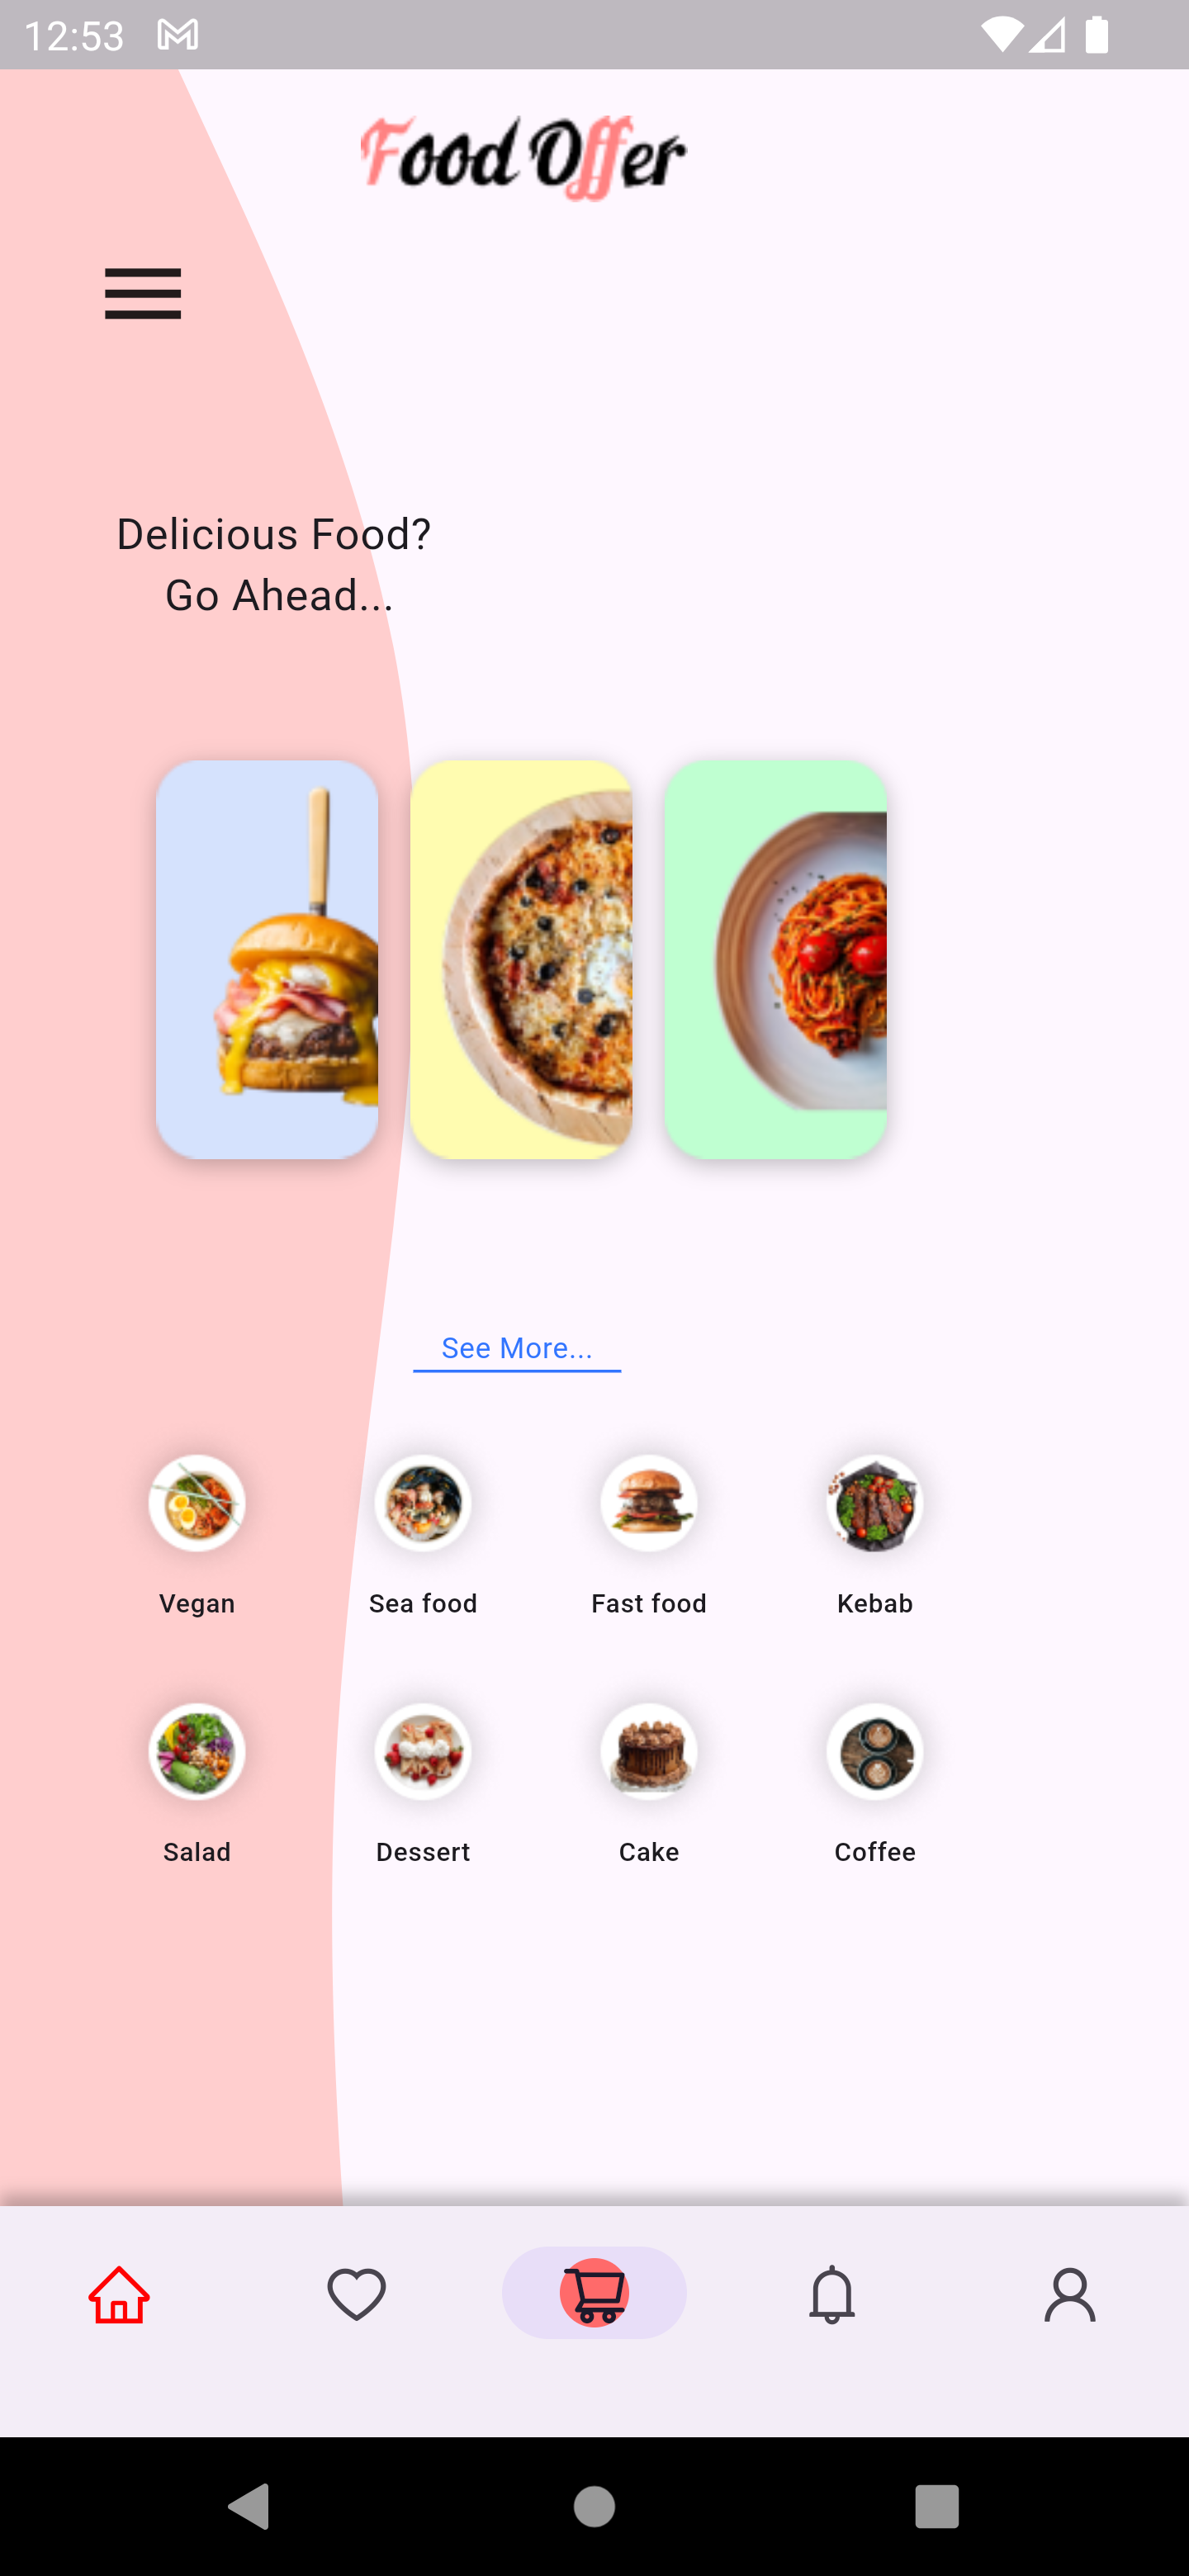 12:53
Food Offer
Delicious Food?
Go Ahead...
See More...
Vegan
Sea food
Fast food
Kebab
Salad
Dessert
Cake
Coffee